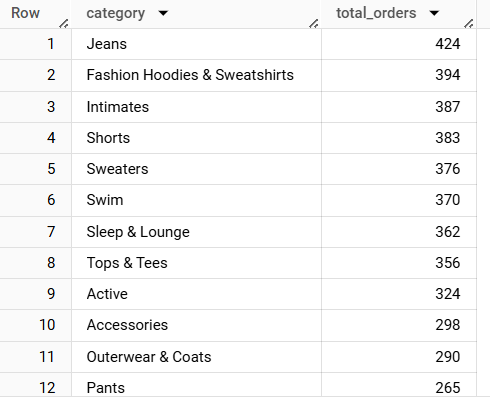 Row category total_orders
1 Jeans 424
2 Fashion Hoodies & Sweatshirts 394
3 Intimates 387
4 Shorts 383
5 Sweaters 376
6 Swim 370
7 Sleep & Lounge 362
8 Tops & Tees 356
9 Active 324
10 Accessories 298
11 Outerwear & Coats 290
12 Pants 265